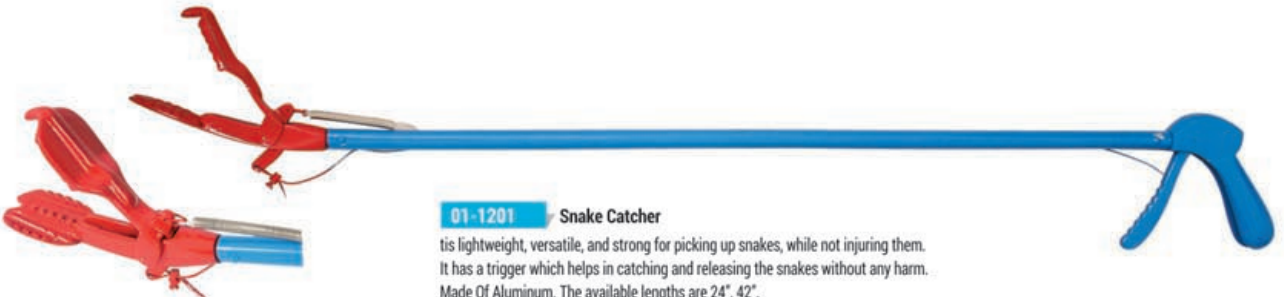 01-1201 Snake Catcher
tis lightweight, versatile, and strong for picking up snakes, while not injuring them.
It has a trigger which helps in catching and releasing the snakes without any harm.
Made Of Aluminum. The available lengths are 24", 42".